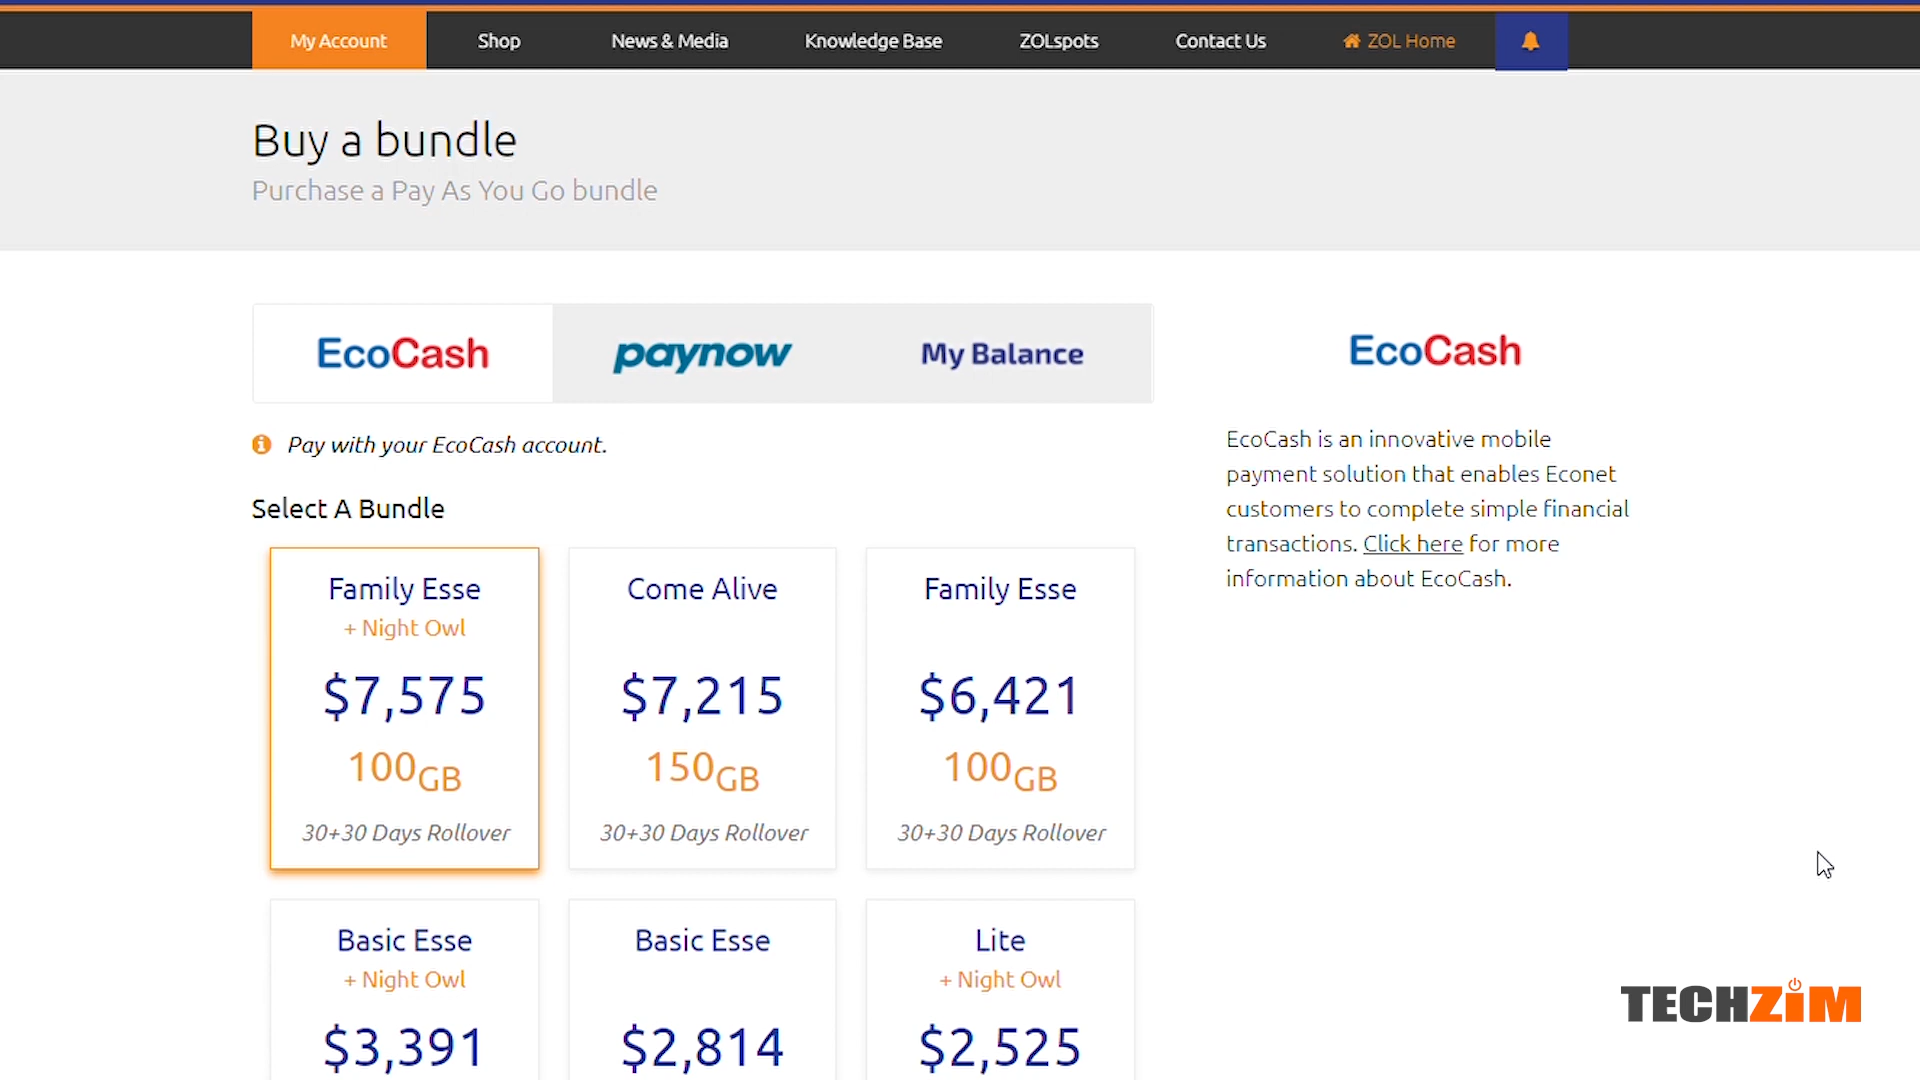 My Account
Shop
News & Media
Knowledge Base
ZOLspots
Contact Us
ZOL Home
Buy a bundle
Purchase a Pay As You Go bundle
EcoCash
paynow
My Balance
Pay with your EcoCash account.
Select A Bundle
Family Esse
+ Night Owl
$7,575
100GB
30+30 Days Rollover
Come Alive
$7,215
150GB
30+30 Days Rollover
Family Esse
$6,421
100GB
30+30 Days Rollover
Basic Esse
+ Night Owl
$3,391
Basic Esse
$2,814
Lite
+ Night Owl
$2,525
EcoCash
EcoCash is an innovative mobile
payment solution that enables Econet
customers to complete simple financial
transactions. Click here for more
information about EcoCash.
TECHZiM